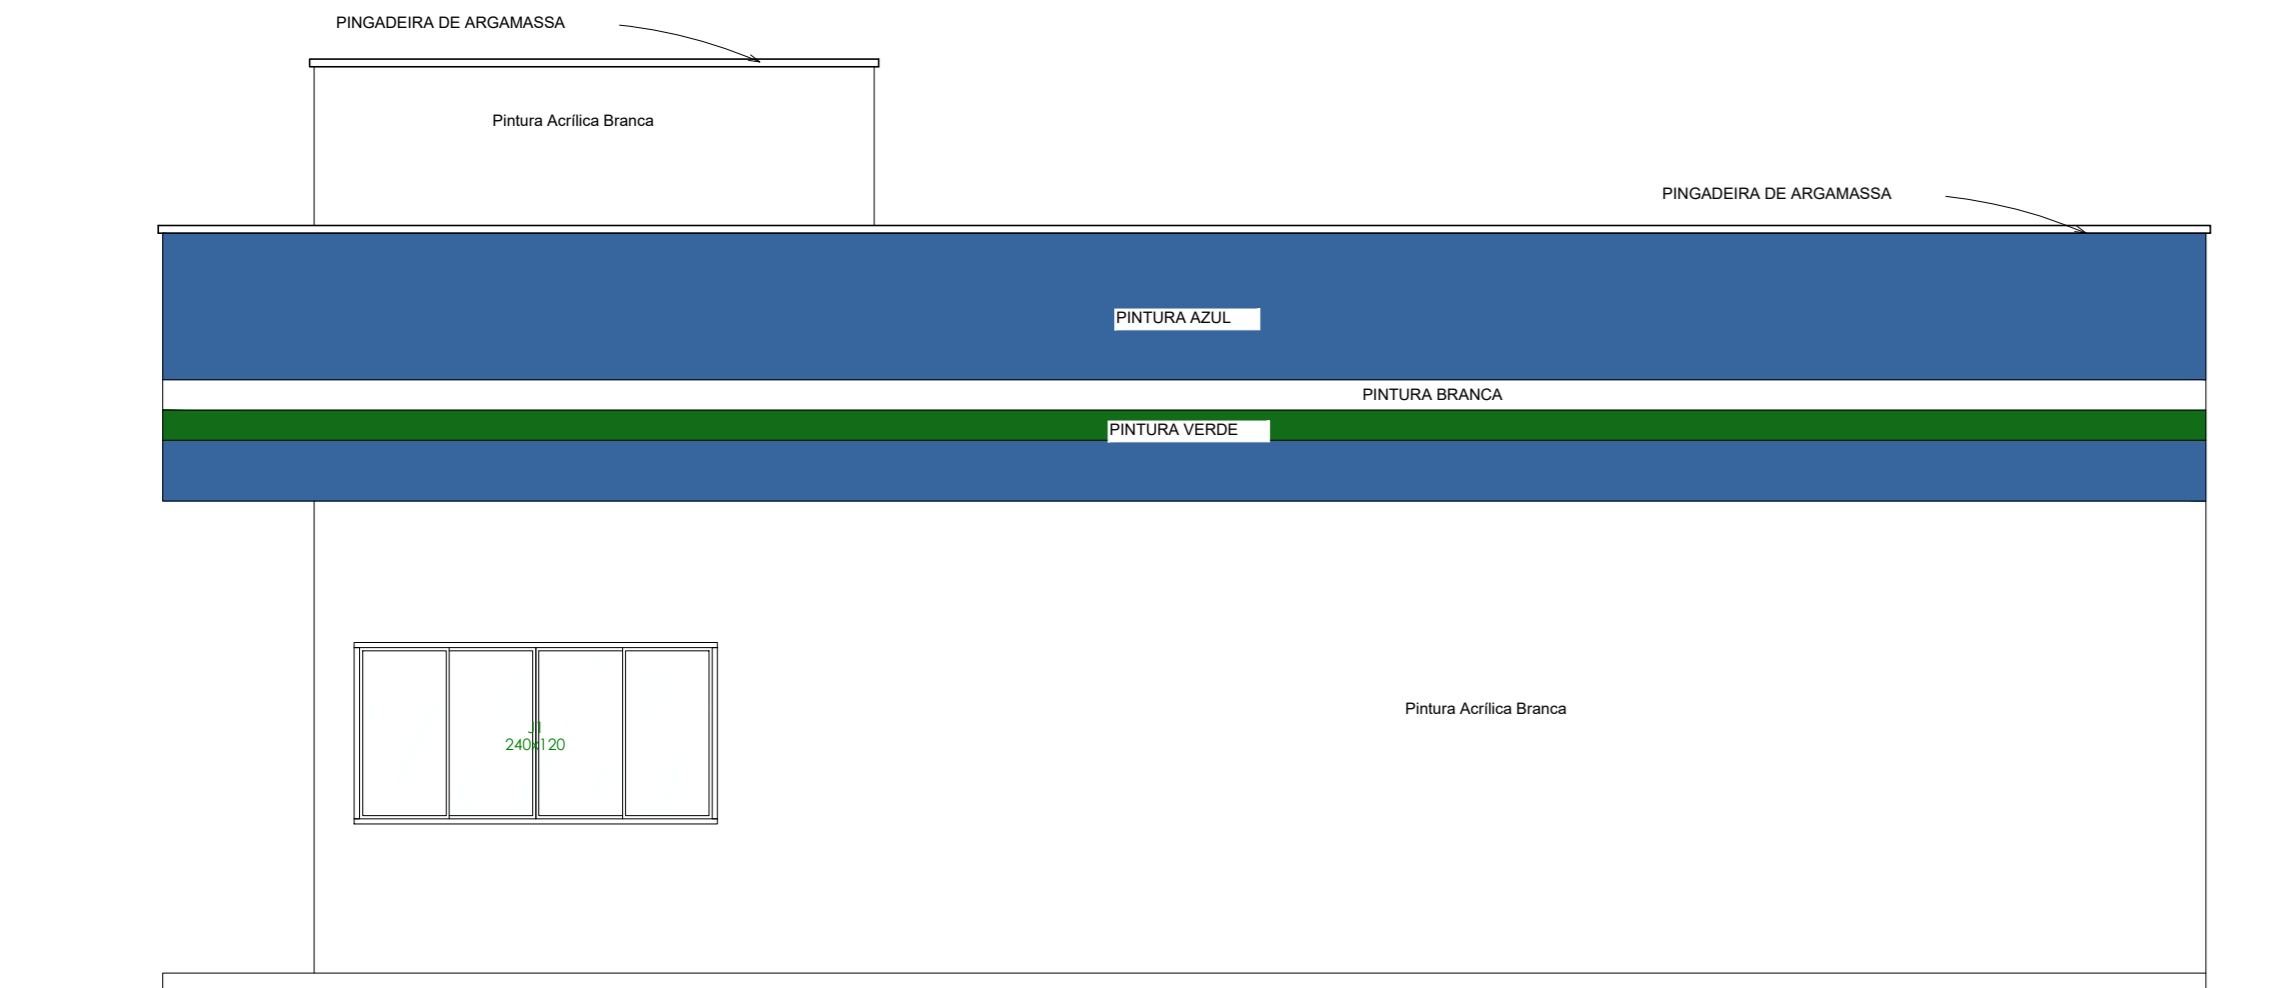 PINGADEIRA DE ARGAMASSA
Pintura Acrílica Branca
PINGADEIRA DE ARGAMASSA
PINTURA AZUL
PINTURA BRANCA
PINTURA VERDE
Pintura Acrílica Branca
J1
240x120